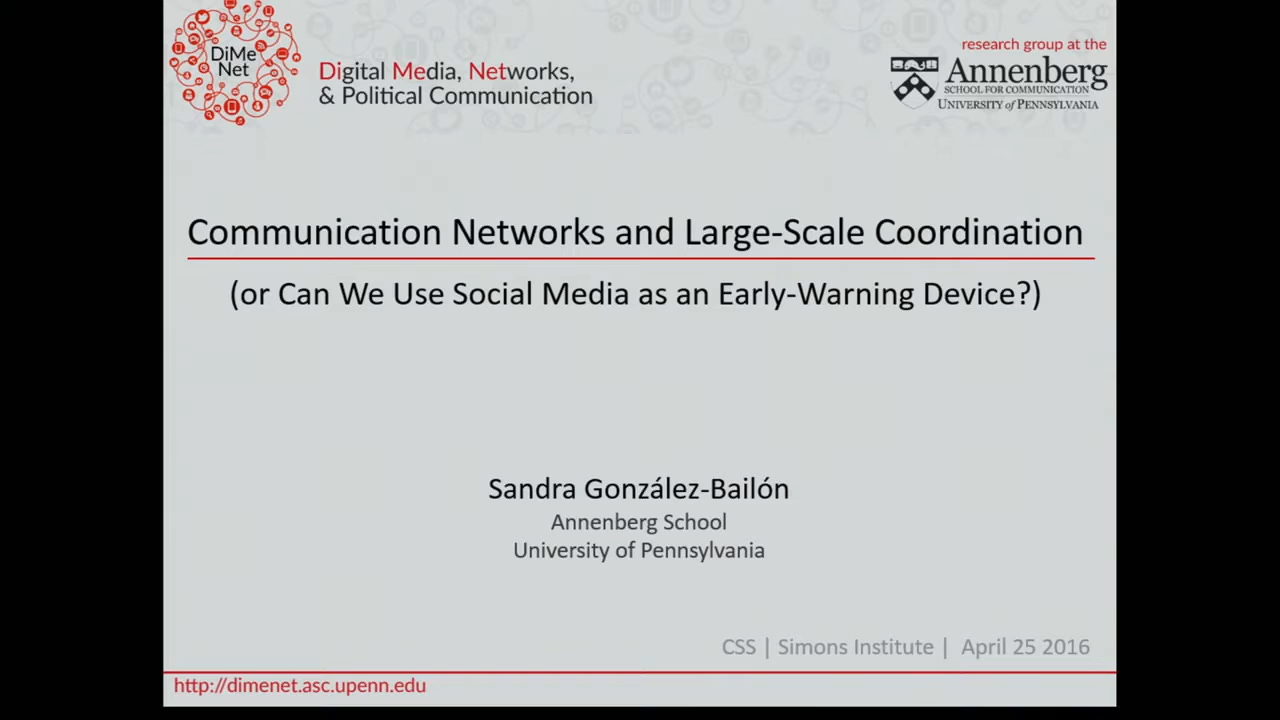 DiMe
Net
Digital Media, Networks,
& Political Communication
research group at the
Annenberg
SCHOOL FOR COMMUNICATION
UNIVERSITY of PENNSYLVANIA
Communication Networks and Large-Scale Coordination
(or Can We Use Social Media as an Early-Warning Device?)
Sandra González-Bailón
Annenberg School
University of Pennsylvania
CSS | Simons Institute | April 25 2016
http://dimenet.asc.upenn.edu